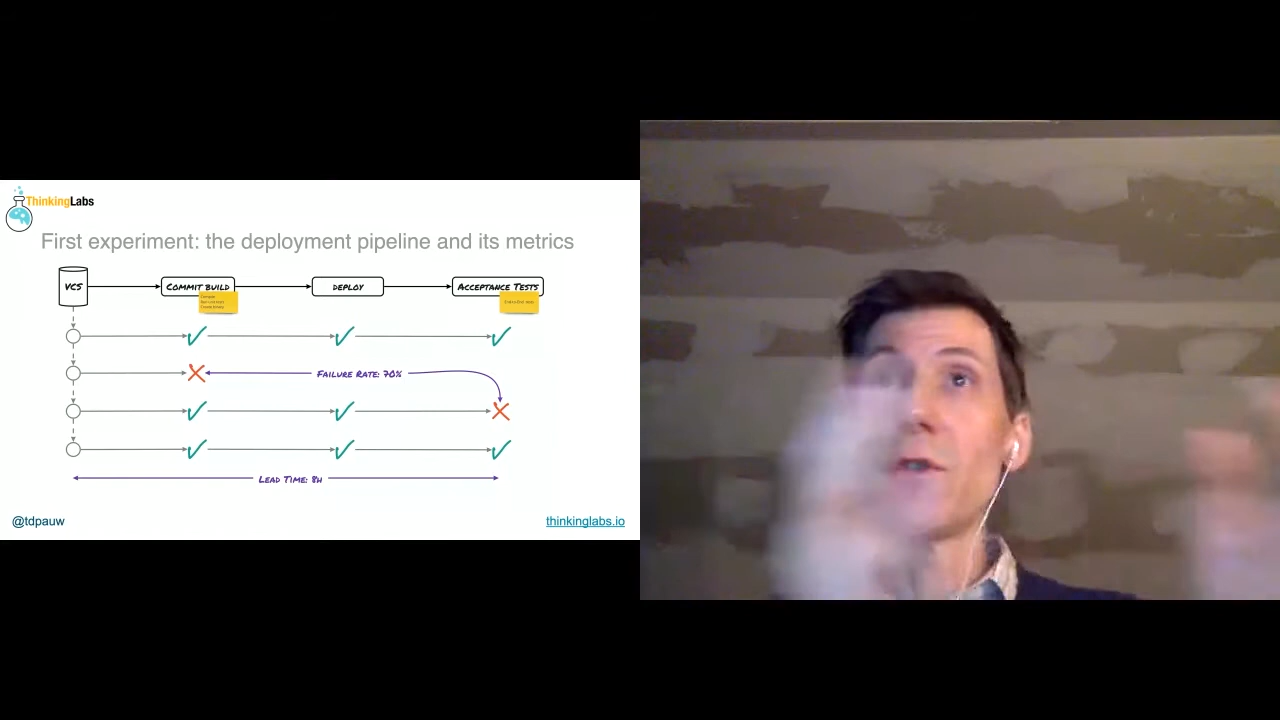 ThinkingLabs
First experiment: the deployment pipeline and its metrics
VCS
COMMIT BUILD
DEPLOY
ACCEPTANCE TESTS
FAILURE RATE: 70%
LEAD TIME: 8H
@tdpauw
thinkinglabs.io